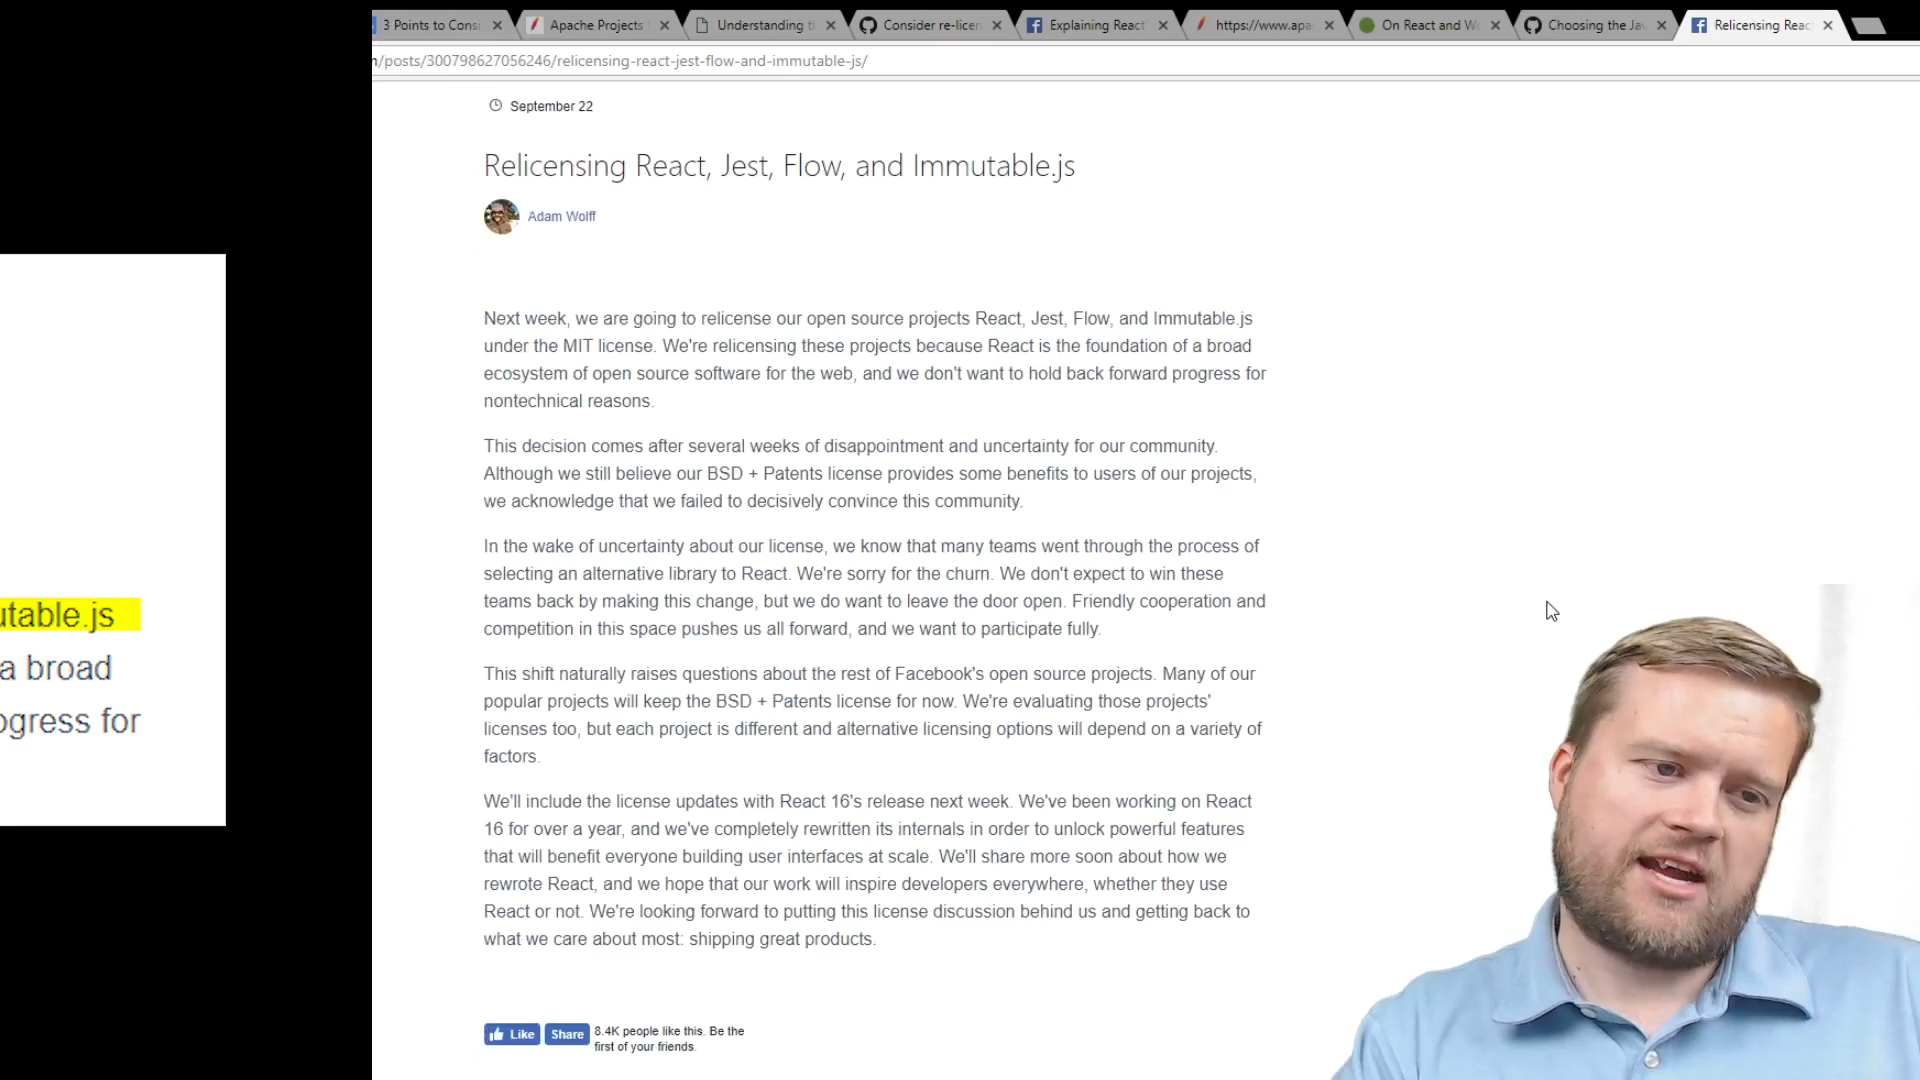 3 Points to Consi
Apache Projects
Understanding t
Consider re-licen
Explaining React'
https://www.apa
On React and Wo
Choosing the Ja
Relicensing Reac
/posts/300798627056246/relicensing-react-jest-flow-and-immutable-js/
September 22
Relicensing React, Jest, Flow, and Immutable.js
Adam Wolff
Next week, we are going to relicense our open source projects React, Jest, Flow, and Immutable.js
under the MIT license. We're relicensing these projects because React is the foundation of a broad
ecosystem of open source software for the web, and we don't want to hold back forward progress for
nontechnical reasons.
This decision comes after several weeks of disappointment and uncertainty for our community.
Although we still believe our BSD + Patents license provides some benefits to users of our projects,
we acknowledge that we failed to decisively convince this community.
In the wake of uncertainty about our license, we know that many teams went through the process of
selecting an alternative library to React. We're sorry for the churn. We don't expect to win these
teams back by making this change, but we do want to leave the door open. Friendly cooperation and
competition in this space pushes us all forward, and we want to participate fully.
This shift naturally raises questions about the rest of Facebook's open source projects. Many of our
popular projects will keep the BSD + Patents license for now. We're evaluating those projects'
licenses too, but each project is different and alternative licensing options will depend on a variety of
factors.
We'll include the license updates with React 16's release next week. We've been working on React
16 for over a year, and we've completely rewritten its internals in order to unlock powerful features
that will benefit everyone building user interfaces at scale. We'll share more soon about how we
rewrote React, and we hope that our work will inspire developers everywhere, whether they use
React or not. We're looking forward to putting this license discussion behind us and getting back to
what we care about most: shipping great products.
Like Share 8.4K people like this. Be the
first of your friends.
utable.js
a broad
ogress for